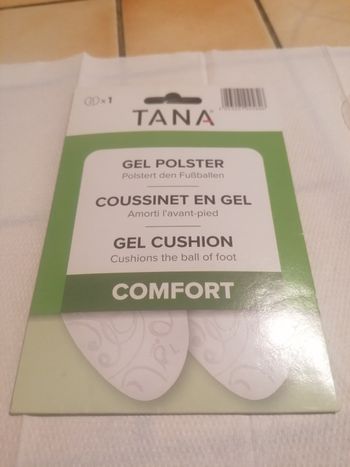 x 1
TANA
GEL POLSTER
Polstert den Fußballen
COUSSINET EN GEL
Amorti l'avant-pied
GEL CUSHION
Cushions the ball of foot
COMFORT